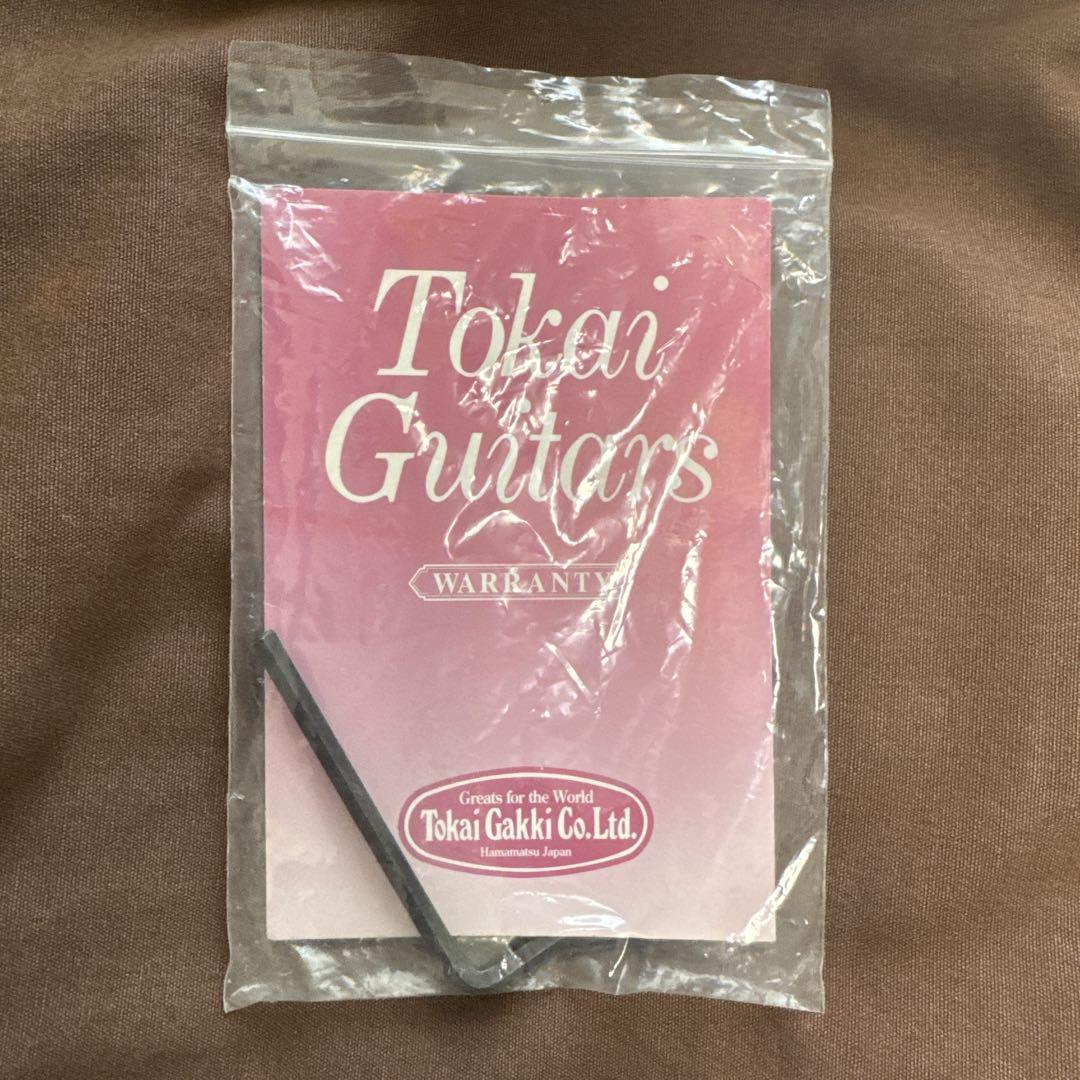 Tokai
Guitars
WARRANTY
Greats for the World
Tokai Gakki Co.Ltd.
Hamamatsu Japan